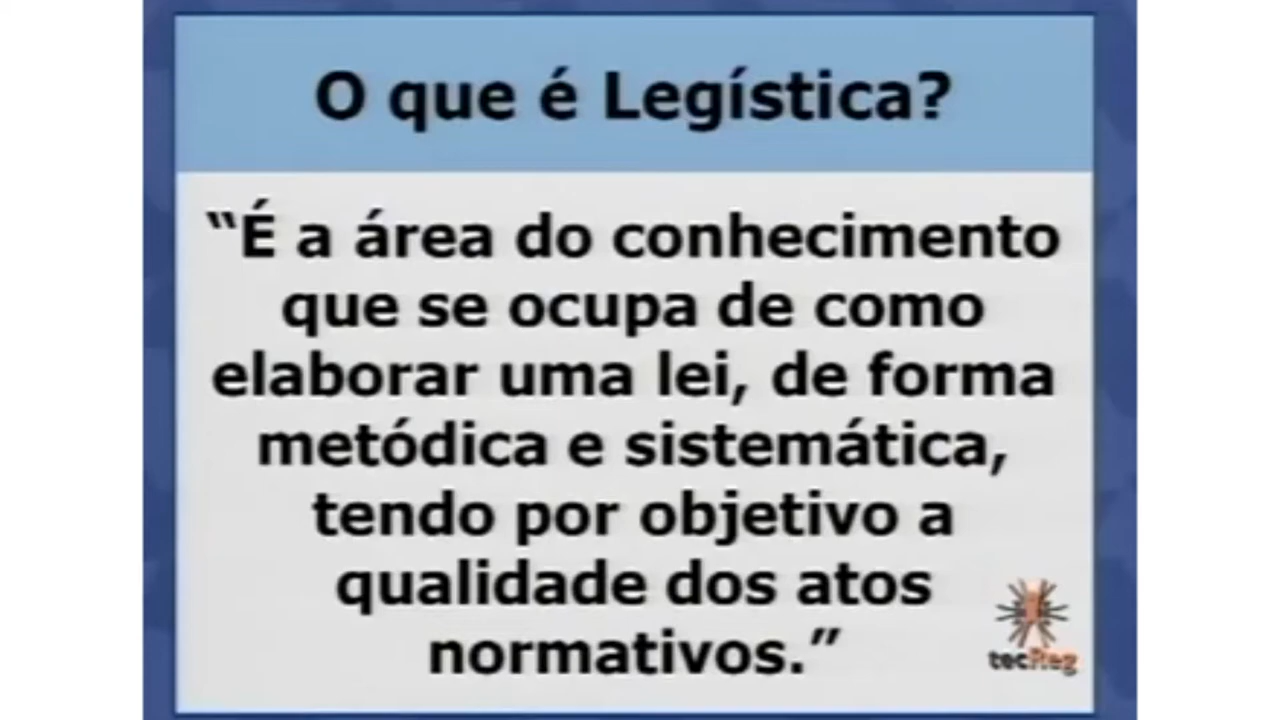 O que é Legística?
“É a área do conhecimento
que se ocupa de como
elaborar uma lei, de forma
metódica e sistemática,
tendo por objetivo a
qualidade dos atos
normativos.”
tecReg